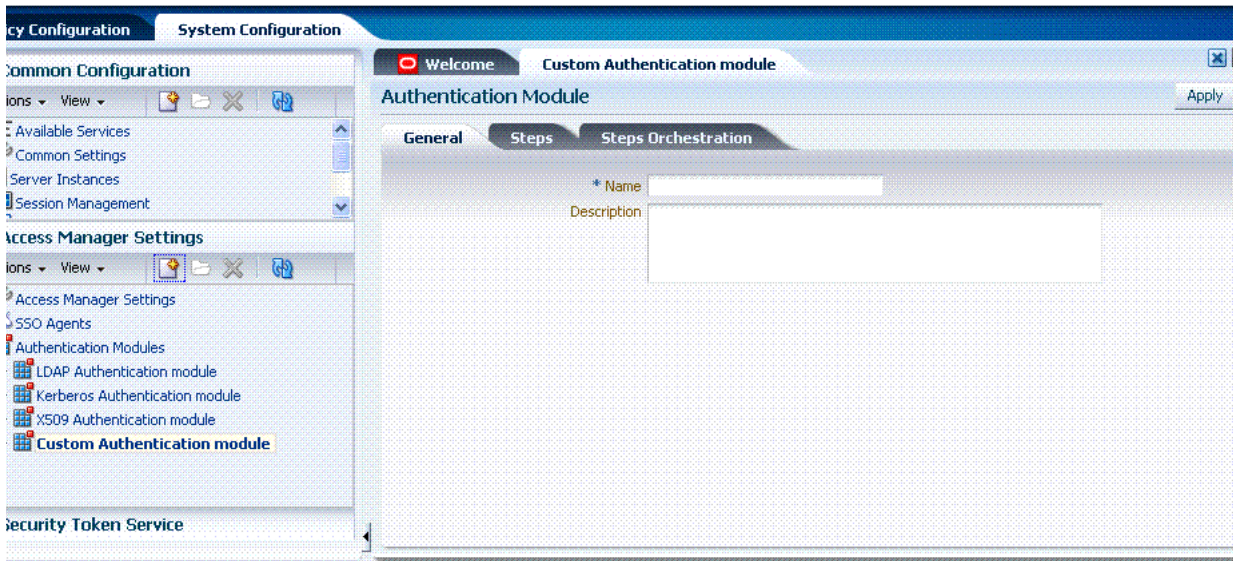 cy Configuration
System Configuration
Common Configuration
ions
View
Available Services
Common Settings
Server Instances
Session Management
Access Manager Settings
ions
View
Access Manager Settings
SSO Agents
Authentication Modules
LDAP Authentication module
Kerberos Authentication module
X509 Authentication module
Custom Authentication module
Security Token Service
Welcome
Custom Authentication module
Authentication Module
Apply
General
Steps
Steps Orchestration
* Name
Description